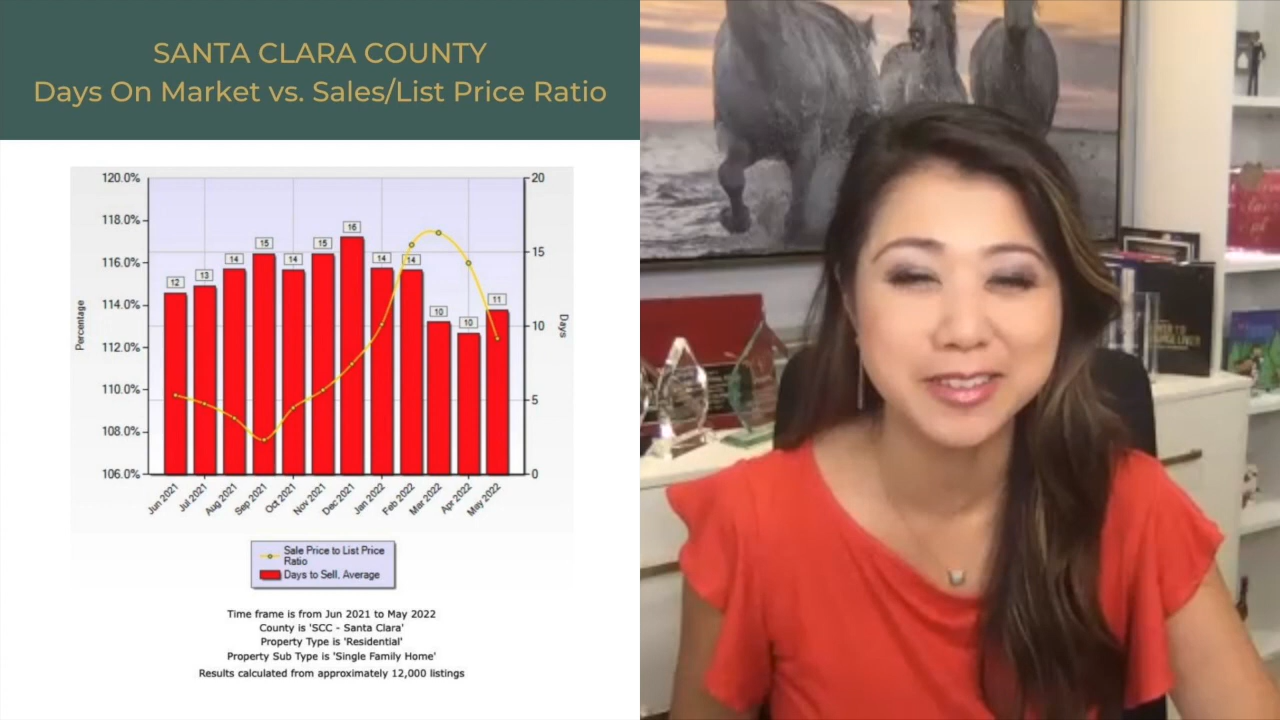 SANTA CLARA COUNTY
Days On Market vs. Sales/List Price Ratio
120.0%
118.0%
116.0%
114.0%
112.0%
110.0%
108.0%
106.0%
Percentage
12
13
14
15
14
15
16
14
14
10
10
11
20
15
10
5
0
Days
Jun 2021
Jul 2021
Aug 2021
Sep 2021
Oct 2021
Nov 2021
Dec 2021
Jan 2022
Feb 2022
Mar 2022
Apr 2022
May 2022
Sale Price to List Price
Ratio
Days to Sell, Average
Time frame is from Jun 2021 to May 2022
County is 'SCC - Santa Clara'
Property Type is 'Residential'
Property Sub Type is 'Single Family Home'
Results calculated from approximately 12,000 listings